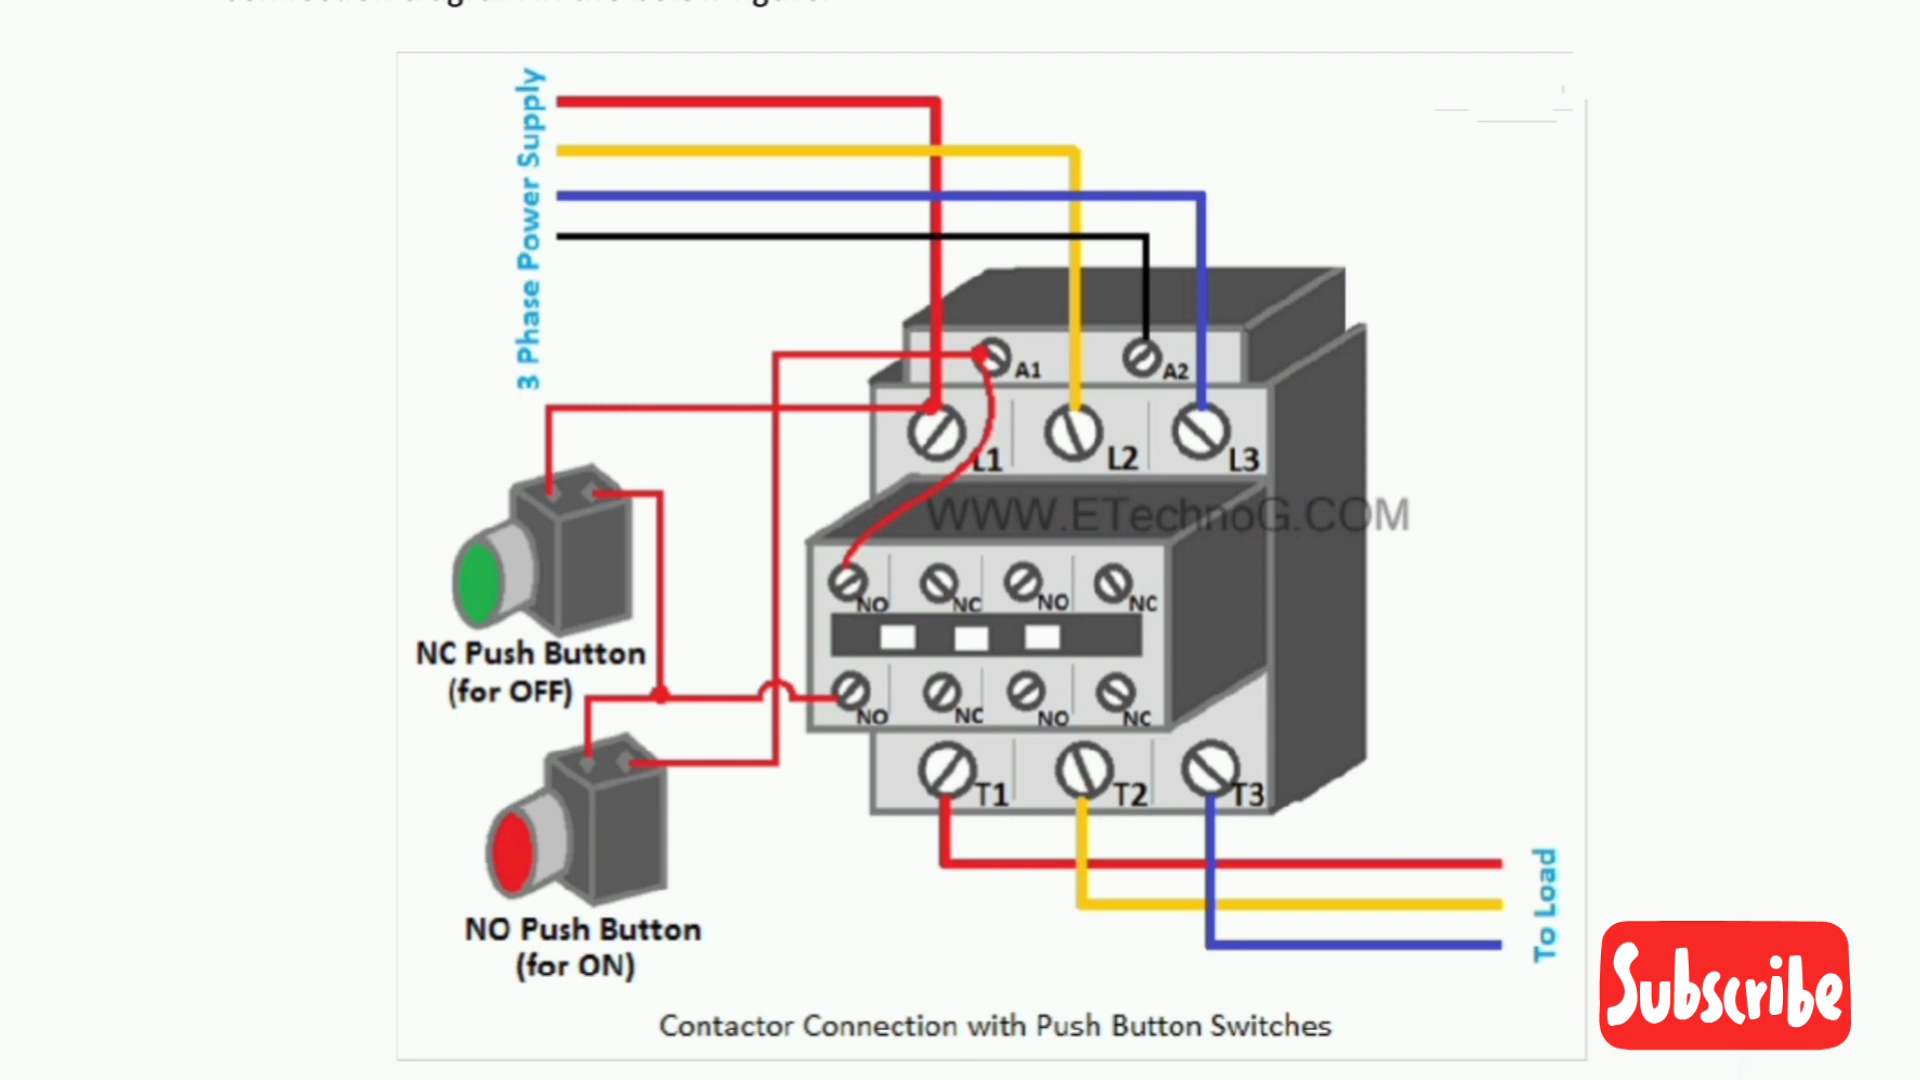 3 Phase Power Supply
A1
A2
L1
L2
L3
WWW.ETechnoG.COM
NO
NC
NO
NC
NC Push Button
(for OFF)
NO
NC
NO
NC
T1
T2
T3
NO Push Button
(for ON)
To Load
Subscribe
Contactor Connection with Push Button Switches